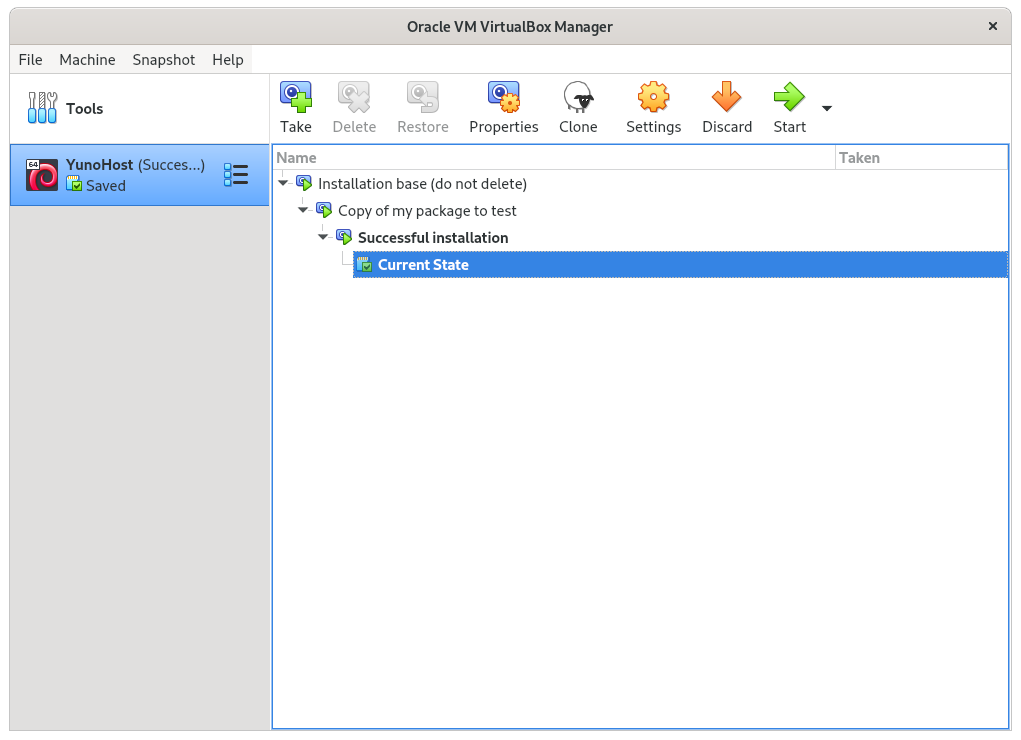 Oracle VM VirtualBox Manager
File Machine Snapshot Help
Tools
Take Delete Restore Properties Clone Settings Discard Start
64
YunoHost (Succes...)
Saved
Name Taken
Installation base (do not delete)
Copy of my package to test
Successful installation
Current State